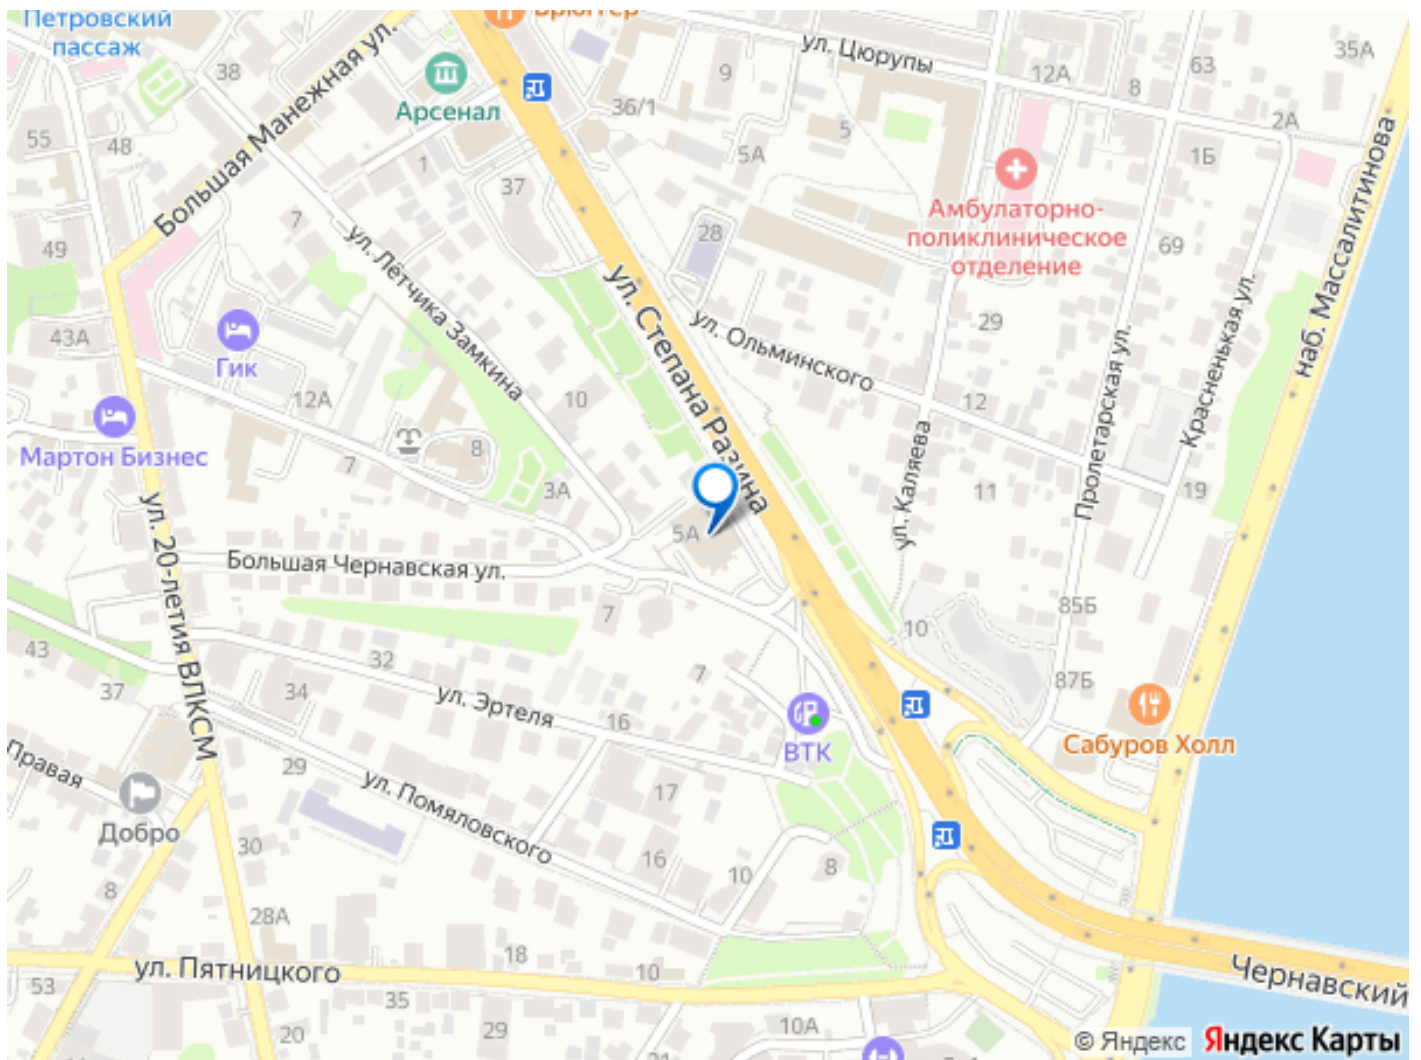 Петровский
пассаж
Брюггер
38
Большая Манежная ул.
Арсенал
36/1
9
ул. Цюрупы
12А
63
35А
8
2А
55
48
1
5
5А
1Б
37
7
Амбулаторно-
поликлиническое
отделение
наб. Массалитинова
49
ул. Лётчика Замкина
28
69
ул. Степана Разина
43А
Гик
ул. Ольминского
29
Красненькая ул.
Пролетарская ул.
12А
10
12
Мартон Бизнес
7
8
3А
ул. Каляева
11
19
5А
ул. 20-летия ВЛКСМ
Большая Чернавская ул.
7
85Б
10
43
32
7
87Б
37
34
ул. Эртеля
16
ВТК
Сабуров Холл
Правая
29
ул. Помяловского
17
Добро
30
16
10
8
8
28А
18
ул. Пятницкого
10
Чернавский
53
35
20
29
10А
© Яндекс Яндекс Карты